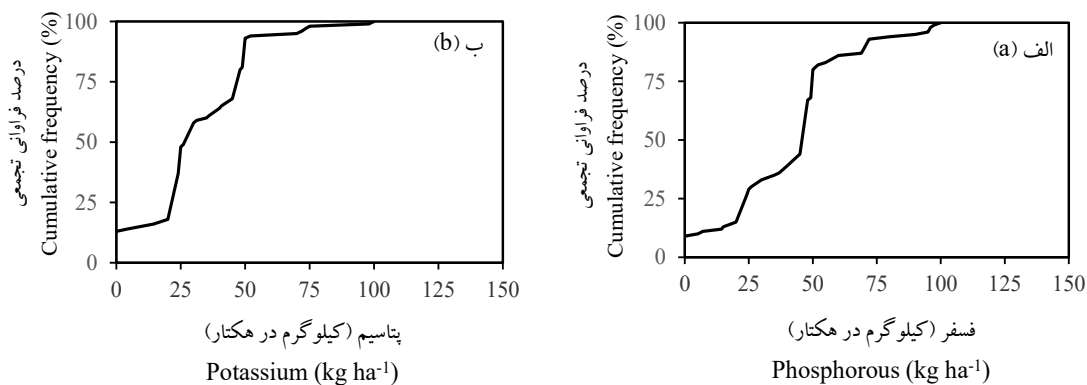 درصد فراوانی تجمعی
Cumulative frequency (%)
100
75
50
25
0
ب (b)
0 25 50 75 100 125 150
پتاسیم (کیلوگرم در هکتار)
Potassium (kg ha-1)
درصد فراوانی تجمعی
Cumulative frequency (%)
100
75
50
25
0
الف (a)
0 25 50 75 100 125 150
فسفر (کیلوگرم در هکتار)
Phosphorous (kg ha-1)